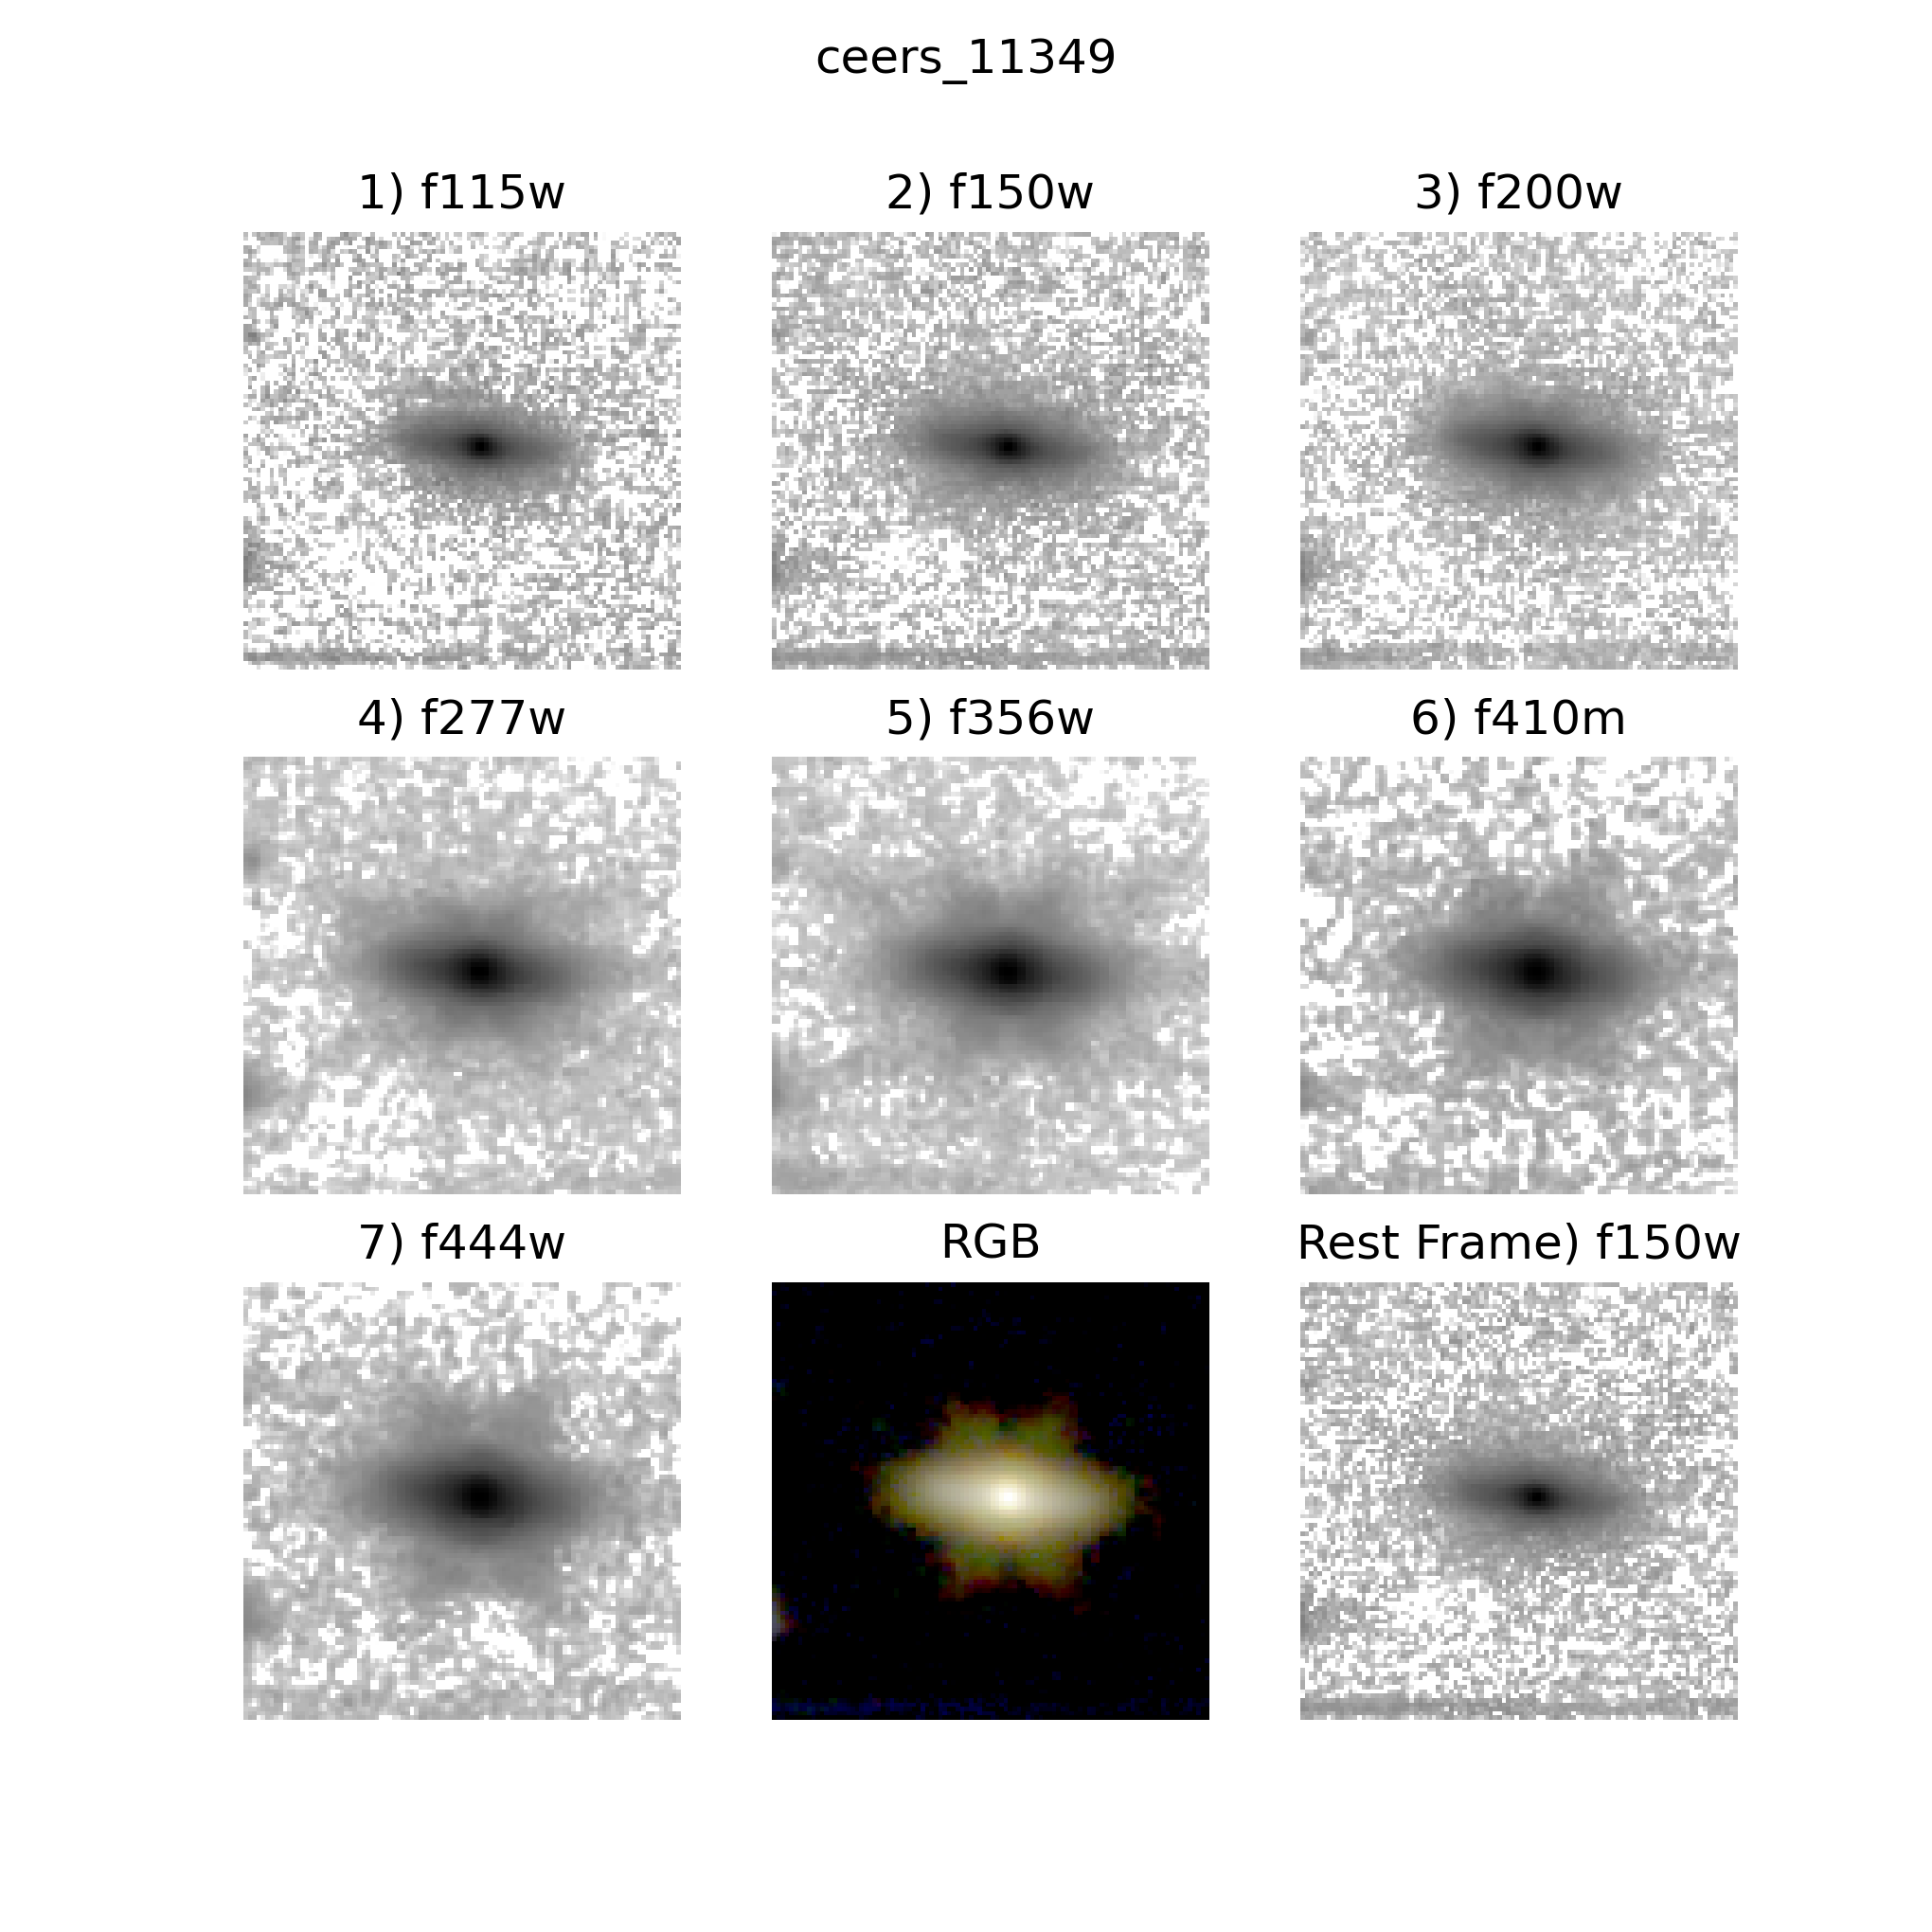 ceers_11349
1) f115w
2) f150w
3) f200w
4) f277w
5) f356w
6) f410m
7) f444w
RGB
Rest Frame) f150w